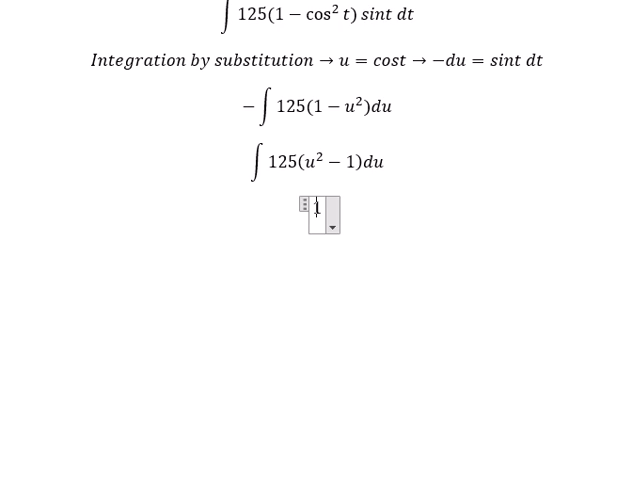 ∫ 125(1 − cos² t) sint dt
Integration by substitution → u = cost → −du = sint dt
− ∫ 125(1 − u²)du
∫ 125(u² − 1)du
1